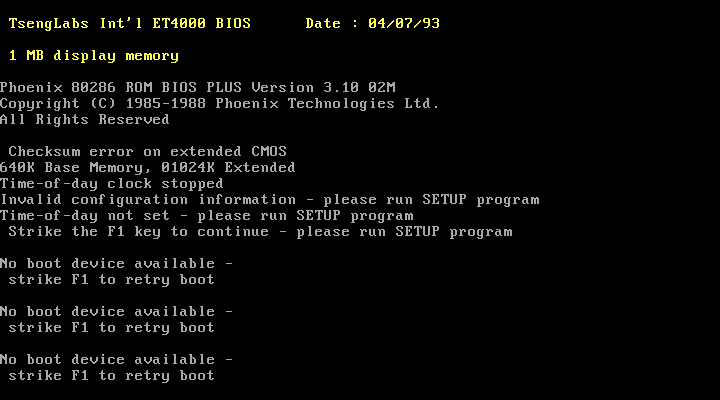 TsengLabs Int'l ET4000 BIOS      Date : 04/07/93
1 MB display memory
Phoenix 80286 ROM BIOS PLUS Version 3.10 02M
Copyright (C) 1985-1988 Phoenix Technologies Ltd.
All Rights Reserved
Checksum error on extended CMOS
640K Base Memory, 01024K Extended
Time-of-day clock stopped
Invalid configuration information - please run SETUP program
Time-of-day not set - please run SETUP program
Strike the F1 key to continue - please run SETUP program
No boot device available -
strike F1 to retry boot
No boot device available -
strike F1 to retry boot
No boot device available -
strike F1 to retry boot